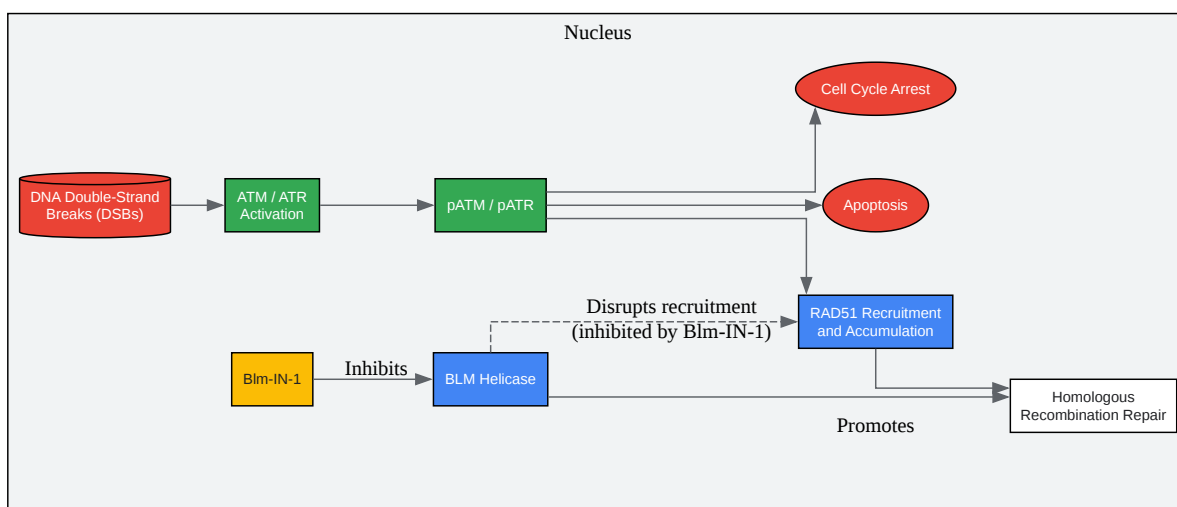 Nucleus
Cell Cycle Arrest
DNA Double-Strand
Breaks (DSBs)
ATM / ATR
Activation
pATM / pATR
Apoptosis
Disrupts recruitment
(inhibited by Blm-IN-1)
RAD51 Recruitment
and Accumulation
Blm-IN-1
Inhibits
BLM Helicase
Promotes
Homologous
Recombination Repair